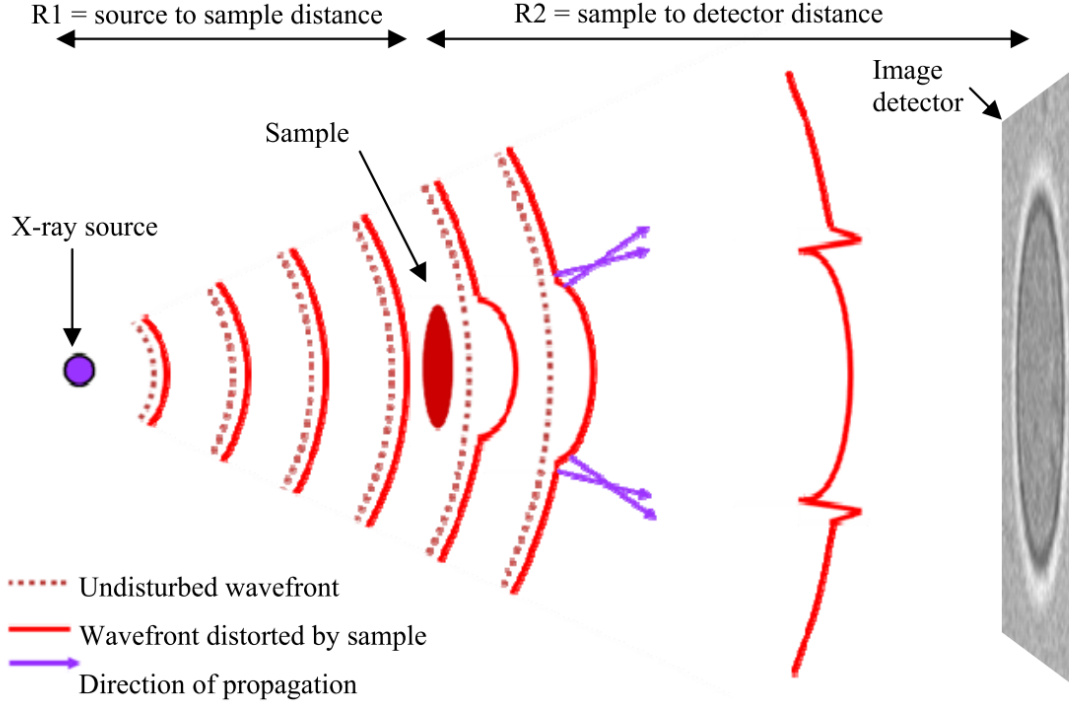 R1 = source to sample distance
R2 = sample to detector distance
Image
detector
Sample
X-ray source
Undisturbed wavefront
Wavefront distorted by sample
Direction of propagation